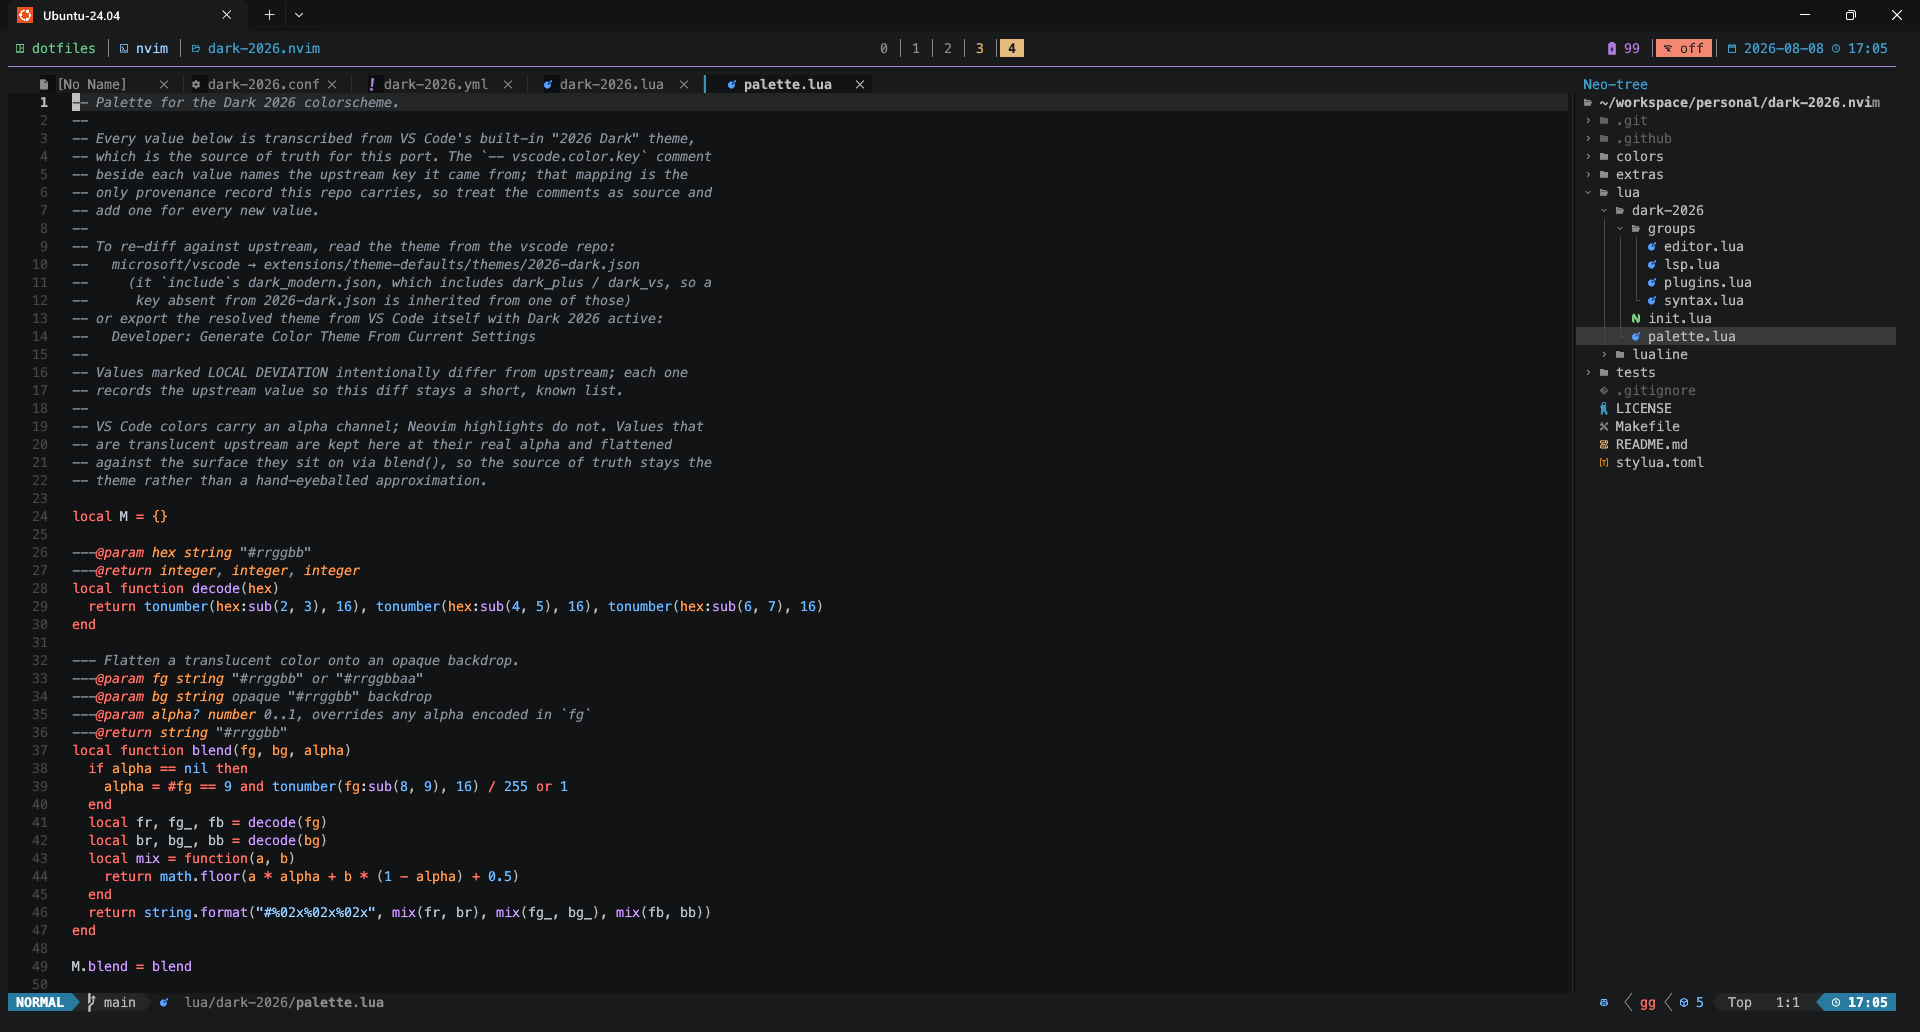 Ubuntu-24.04
dotfiles nvim dark-2026.nvim 0 1 2 3 4 99 off 2026-08-08 17:05
[No Name] dark-2026.conf dark-2026.yml dark-2026.lua palette.lua
1 -- Palette for the Dark 2026 colorscheme.
2 --
3 -- Every value below is transcribed from VS Code's built-in "2026 Dark" theme,
4 -- which is the source of truth for this port. The `-- vscode.color.key` comment
5 -- beside each value names the upstream key it came from; that mapping is the
6 -- only provenance record this repo carries, so treat the comments as source and
7 -- add one for every new value.
8 --
9 -- To re-diff against upstream, read the theme from the vscode repo:
10 --   microsoft/vscode → extensions/theme-defaults/themes/2026-dark.json
11 --     (it `include`s dark_modern.json, which includes dark_plus / dark_vs, so a
12 --      key absent from 2026-dark.json is inherited from one of those)
13 -- or export the resolved theme from VS Code itself with Dark 2026 active:
14 --   Developer: Generate Color Theme From Current Settings
15 --
16 -- Values marked LOCAL DEVIATION intentionally differ from upstream; each one
17 -- records the upstream value so this diff stays a short, known list.
18 --
19 -- VS Code colors carry an alpha channel; Neovim highlights do not. Values that
20 -- are translucent upstream are kept here at their real alpha and flattened
21 -- against the surface they sit on via blend(), so the source of truth stays the
22 -- theme rather than a hand-eyeballed approximation.
23
24 local M = {}
25
26 ---@param hex string "#rrggbb"
27 ---@return integer, integer, integer
28 local function decode(hex)
29   return tonumber(hex:sub(2, 3), 16), tonumber(hex:sub(4, 5), 16), tonumber(hex:sub(6, 7), 16)
30 end
31
32 --- Flatten a translucent color onto an opaque backdrop.
33 ---@param fg string "#rrggbb" or "#rrggbbaa"
34 ---@param bg string opaque "#rrggbb" backdrop
35 ---@param alpha? number 0..1, overrides any alpha encoded in `fg`
36 ---@return string "#rrggbb"
37 local function blend(fg, bg, alpha)
38   if alpha == nil then
39     alpha = #fg == 9 and tonumber(fg:sub(8, 9), 16) / 255 or 1
40   end
41   local fr, fg_, fb = decode(fg)
42   local br, bg_, bb = decode(bg)
43   local mix = function(a, b)
44     return math.floor(a * alpha + b * (1 - alpha) + 0.5)
45   end
46   return string.format("#%02x%02x%02x", mix(fr, br), mix(fg_, bg_), mix(fb, bb))
47 end
48
49 M.blend = blend
50
Neo-tree
~/workspace/personal/dark-2026.nvim
.git
.github
colors
extras
lua
dark-2026
groups
editor.lua
lsp.lua
plugins.lua
syntax.lua
init.lua
palette.lua
lualine
tests
.gitignore
LICENSE
Makefile
README.md
stylua.toml
NORMAL main lua/dark-2026/palette.lua gg 5 Top 1:1 17:05